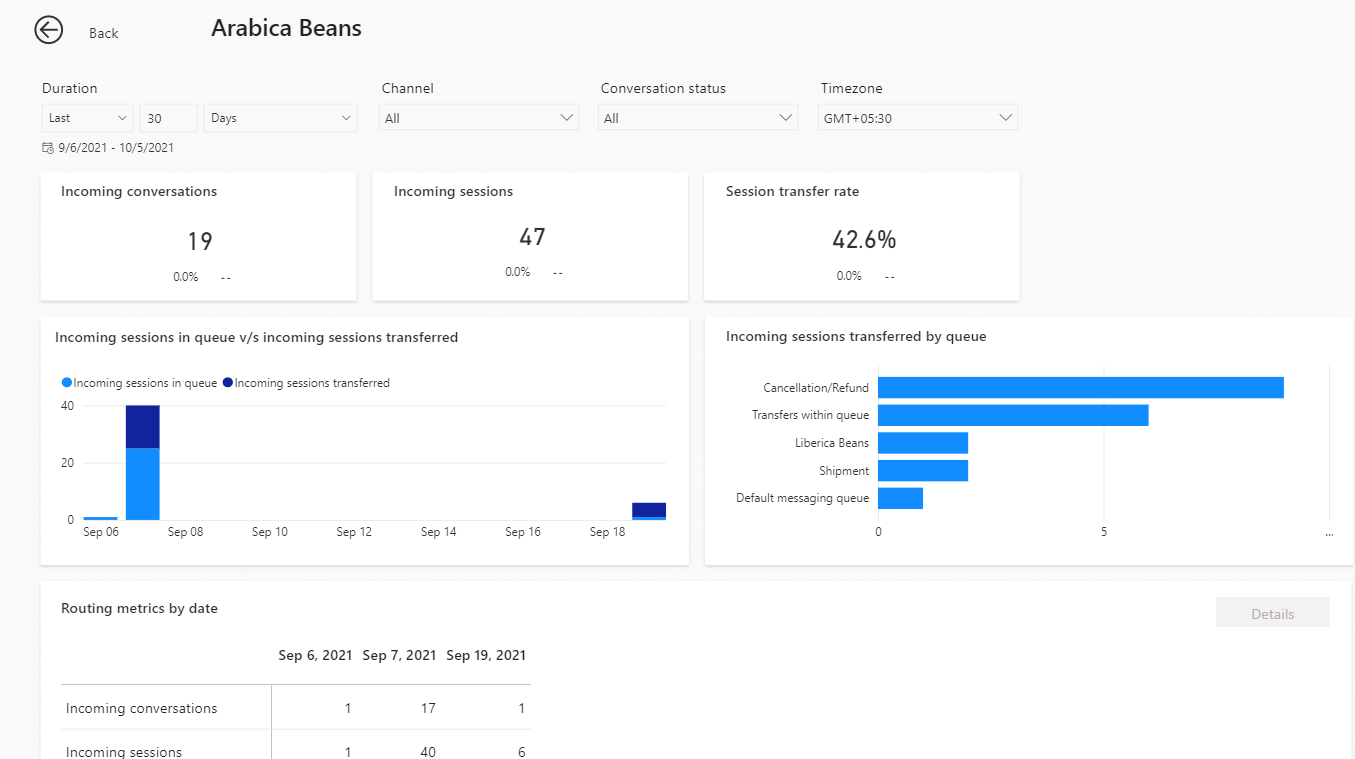 Back
Arabica Beans
Duration
Channel
Conversation status
Timezone
Last
30
Days
All
All
GMT+05:30
9/6/2021 - 10/5/2021
Incoming conversations
19
0.0% --
Incoming sessions
47
0.0% --
Session transfer rate
42.6%
0.0% --
Incoming sessions in queue v/s incoming sessions transferred
Incoming sessions in queue
Incoming sessions transferred
40
20
0
Sep 06 Sep 08 Sep 10 Sep 12 Sep 14 Sep 16 Sep 18
Incoming sessions transferred by queue
Cancellation/Refund
Transfers within queue
Liberica Beans
Shipment
Default messaging queue
0 5 ...
Routing metrics by date
Details
Sep 6, 2021 Sep 7, 2021 Sep 19, 2021
Incoming conversations 1 17 1
Incoming sessions 1 40 6